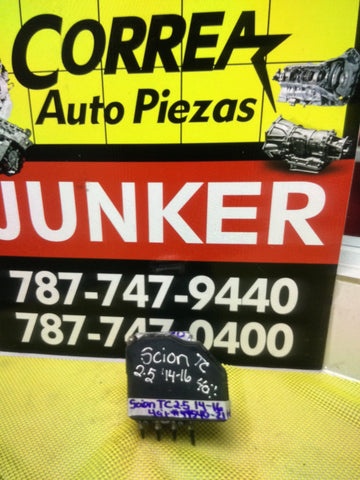 CORREA
Auto Piezas
JUNKER
787-747-9440
787-747-0400
Scion TC
2.5 '14-16
Scion TC 2.5 14-16